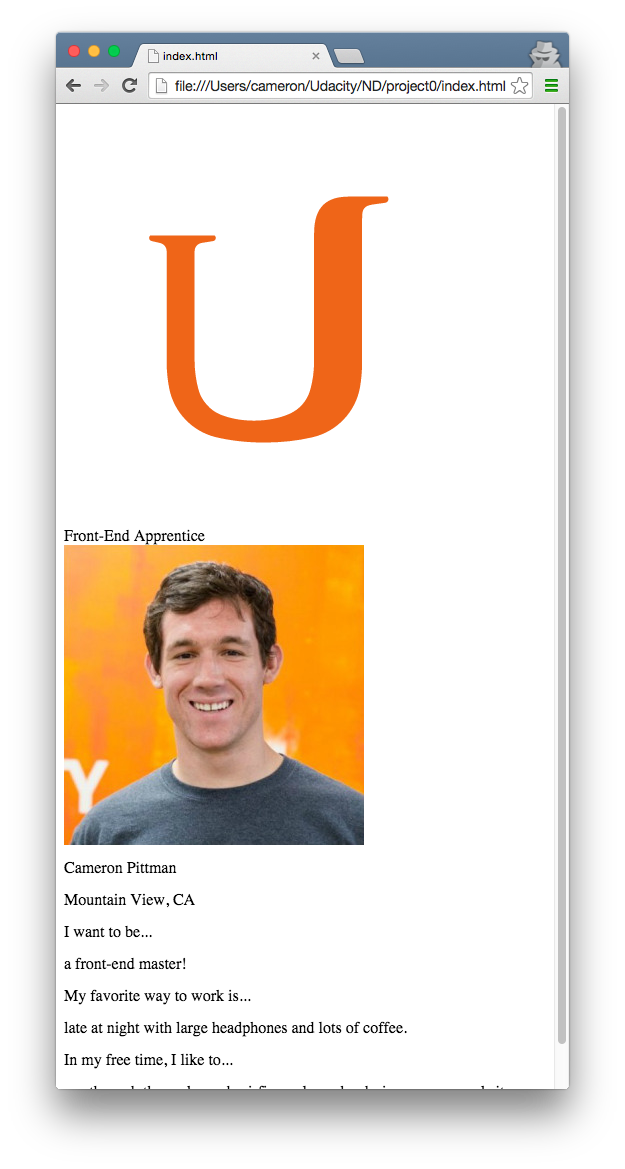 index.html
file:///Users/cameron/Udacity/ND/project0/index.html
U
Front-End Apprentice
Y
Cameron Pittman
Mountain View, CA
I want to be...
a front-end master!
My favorite way to work is...
late at night with large headphones and lots of coffee.
In my free time, I like to...